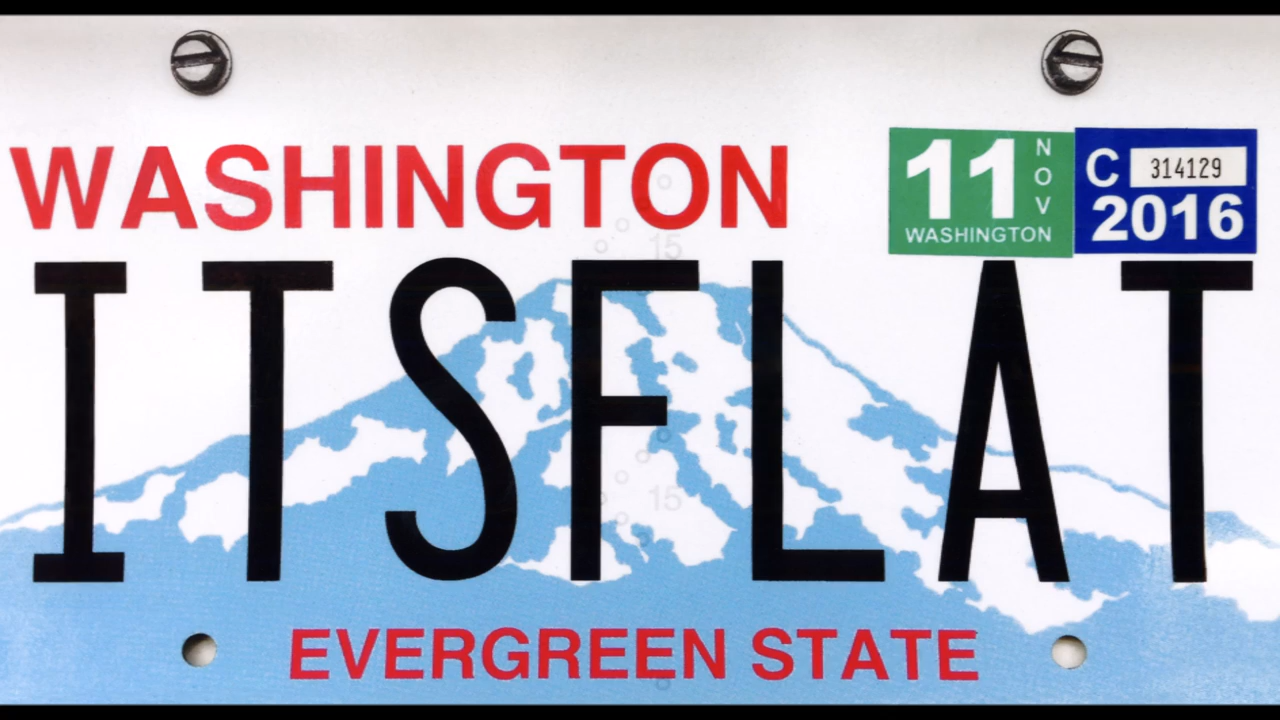 WASHINGTON
11 NOV
WASHINGTON
C 314129
2016
ITSFLAT
EVERGREEN STATE